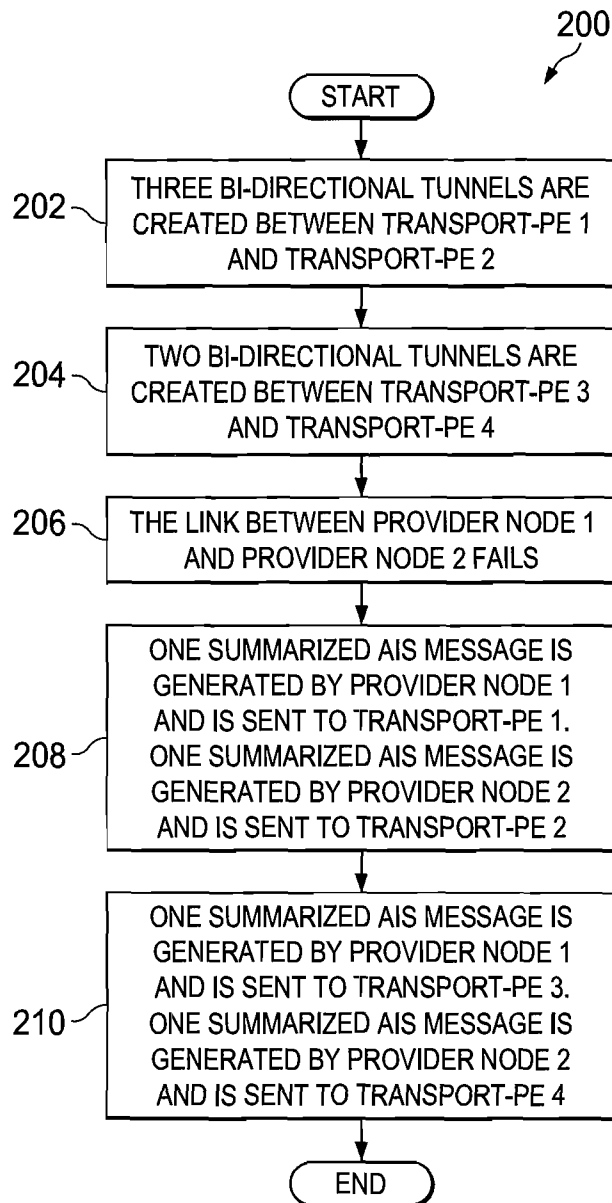 200
START
202
THREE BI-DIRECTIONAL TUNNELS ARE
CREATED BETWEEN TRANSPORT-PE 1
AND TRANSPORT-PE 2
204
TWO BI-DIRECTIONAL TUNNELS ARE
CREATED BETWEEN TRANSPORT-PE 3
AND TRANSPORT-PE 4
206
THE LINK BETWEEN PROVIDER NODE 1
AND PROVIDER NODE 2 FAILS
208
ONE SUMMARIZED AIS MESSAGE IS
GENERATED BY PROVIDER NODE 1
AND IS SENT TO TRANSPORT-PE 1.
ONE SUMMARIZED AIS MESSAGE IS
GENERATED BY PROVIDER NODE 2
AND IS SENT TO TRANSPORT-PE 2
210
ONE SUMMARIZED AIS MESSAGE IS
GENERATED BY PROVIDER NODE 1
AND IS SENT TO TRANSPORT-PE 3.
ONE SUMMARIZED AIS MESSAGE IS
GENERATED BY PROVIDER NODE 2
AND IS SENT TO TRANSPORT-PE 4
END